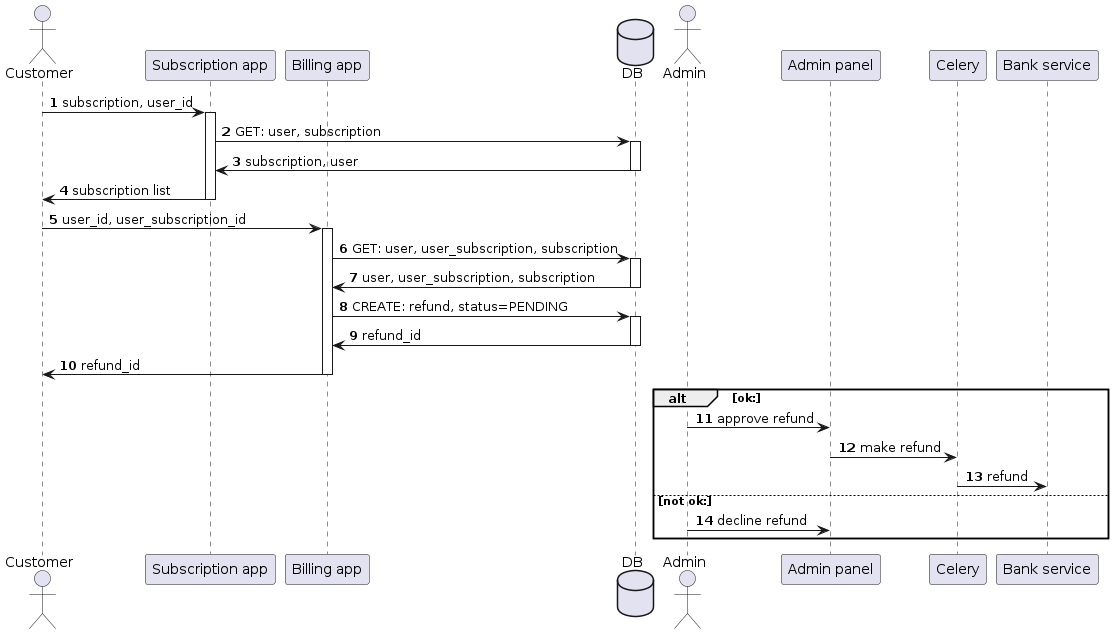 Customer
Subscription app
Billing app
DB
Admin
Admin panel
Celery
Bank service
1 subscription, user_id
2 GET: user, subscription
3 subscription, user
4 subscription list
5 user_id, user_subscription_id
6 GET: user, user_subscription, subscription
7 user, user_subscription, subscription
8 CREATE: refund, status=PENDING
9 refund_id
10 refund_id
alt [ok:]
11 approve refund
12 make refund
13 refund
[not ok:]
14 decline refund
Customer
Subscription app
Billing app
DB
Admin
Admin panel
Celery
Bank service